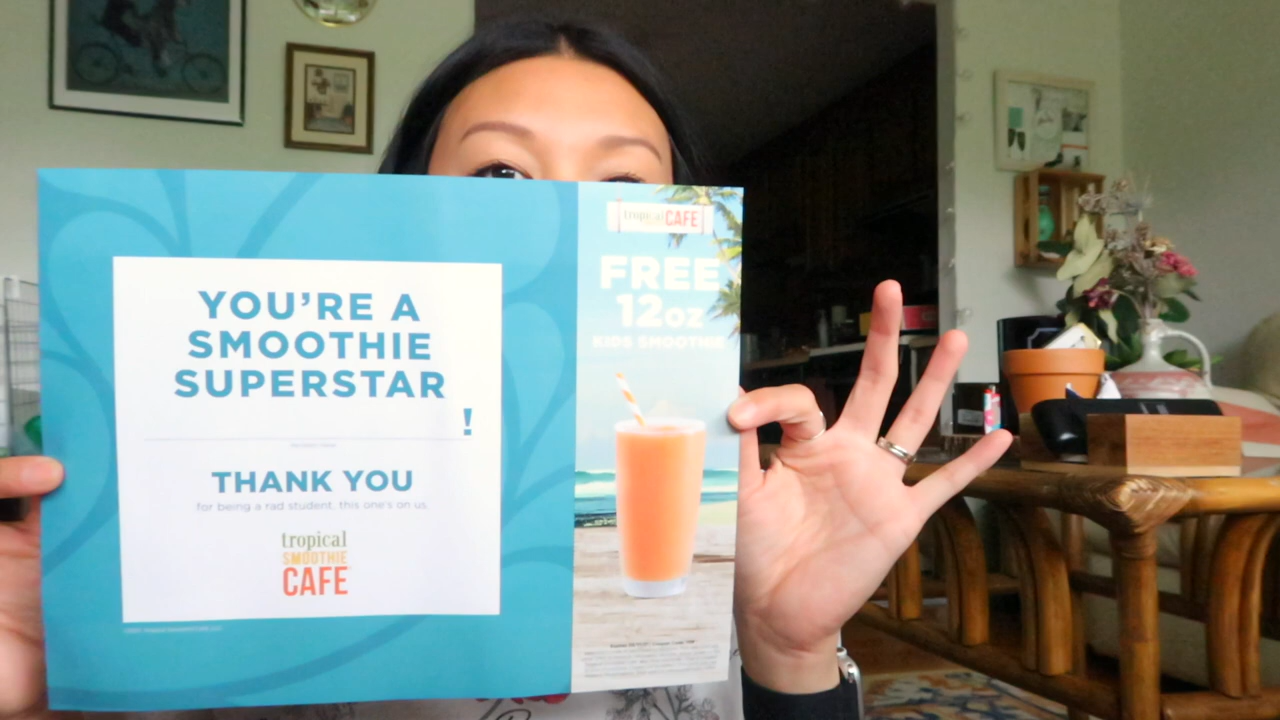 YOU'RE A
SMOOTHIE
SUPERSTAR
!
THANK YOU
for being a rad student, this one's on us.
tropical
SMOOTHIE
CAFE
tropical CAFE
FREE
12oz
KIDS SMOOTHIE